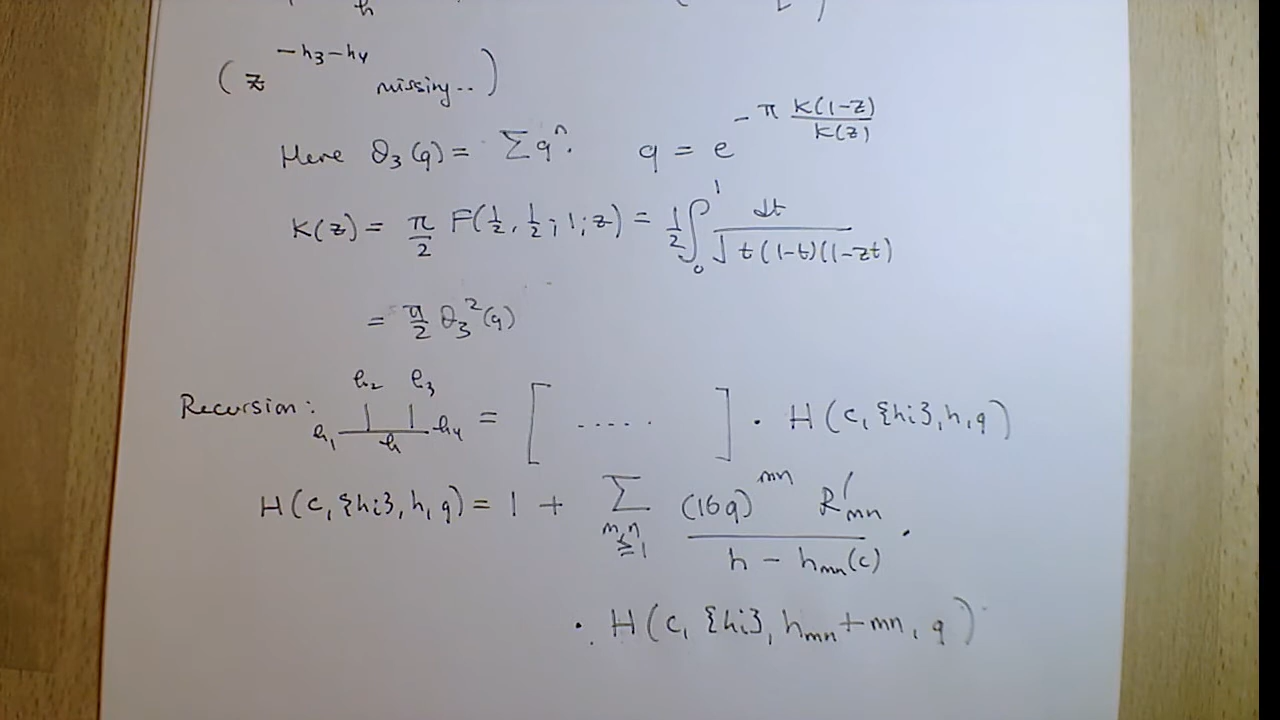 h
(z^{-h_3-h_4} missing..)
Here θ_3(q) = Σ q^{n·} q = e^{-π K(1-z)/K(z)}
K(z) = π/2 F(1/2, 1/2; 1; z) = 1/2 ∫_0^1 dt/√t(1-t)(1-zt)
= π/2 θ_3^2(q)
h_2 h_3
Recursion: h_1 h h_4 = [ ..... ] · H(c, {hi}, h, q)
H(c, {hi}, h, q) = 1 + Σ_{m,n ≥ 1} (16q)^{mn} R'_{mn} / h - h_{mn}(c) ·
· H(c, {hi}, h_{mn}+mn, q)